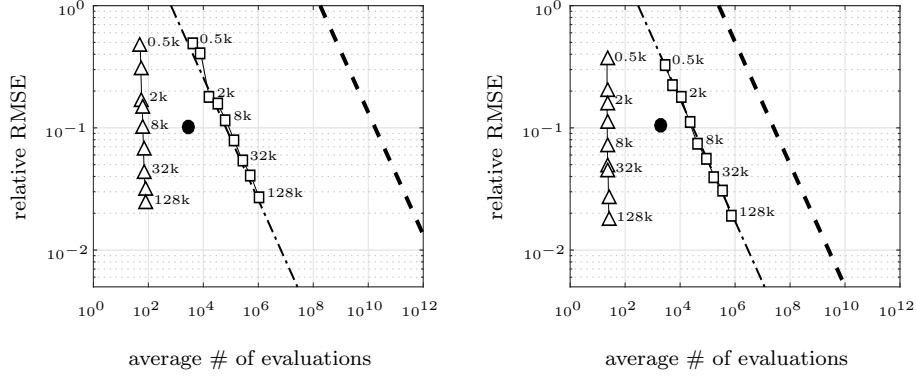 relative RMSE
10^0
10^{-1}
10^{-2}
0.5k
2k
8k
32k
128k
0.5k
2k
8k
32k
128k
10^0 10^2 10^4 10^6 10^8 10^{10} 10^{12}
average # of evaluations
relative RMSE
10^0
10^{-1}
10^{-2}
0.5k
2k
8k
32k
128k
0.5k
2k
8k
32k
128k
10^0 10^2 10^4 10^6 10^8 10^{10} 10^{12}
average # of evaluations